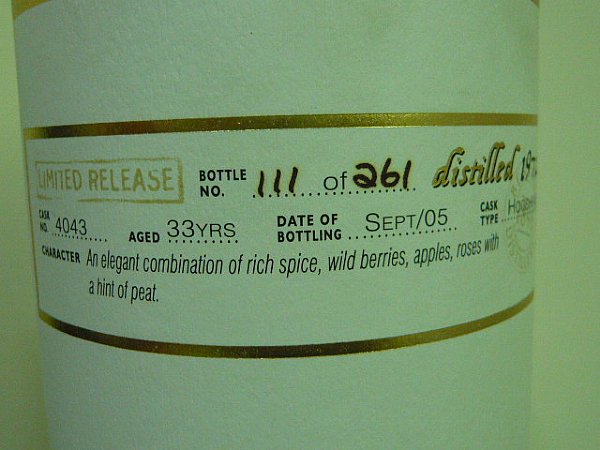 LIMITED RELEASE BOTTLE NO. 111 of 261 distilled
CASK NO. 4043 AGED 33YRS DATE OF BOTTLING SEPT/05 CASK TYPE
CHARACTER An elegant combination of rich spice, wild berries, apples, roses with
a hint of peat.